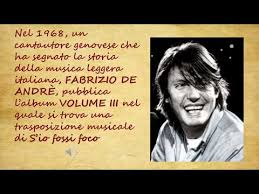 Nel 1968, un
cantautore genovese che
ha segnato la storia
della musica leggera
italiana, FABRIZIO DE
ANDRÈ, pubblica
l'album VOLUME III nel
quale si trova una
trasposizione musicale
di S'io fossi foco